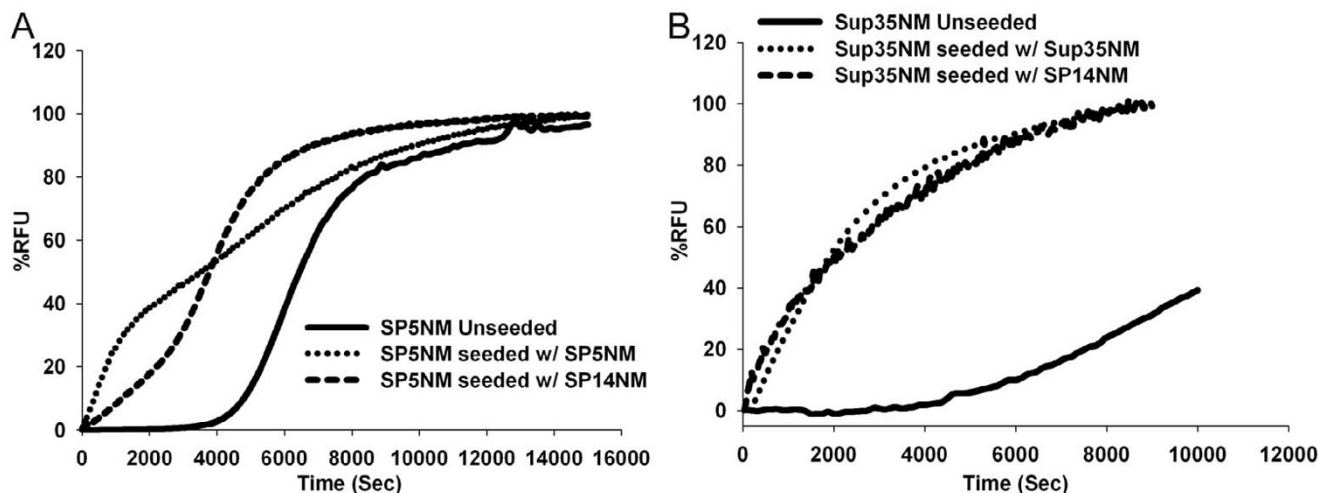 A
120
100
80
60
40
20
0
%RFU
SP5NM Unseeded
SP5NM seeded w/ SP5NM
SP5NM seeded w/ SP14NM
0 2000 4000 6000 8000 10000 12000 14000 16000
Time (Sec)
B
Sup35NM Unseeded
Sup35NM seeded w/ Sup35NM
Sup35NM seeded w/ SP14NM
120
100
80
60
40
20
0
%RFU
0 2000 4000 6000 8000 10000 12000
Time (Sec)